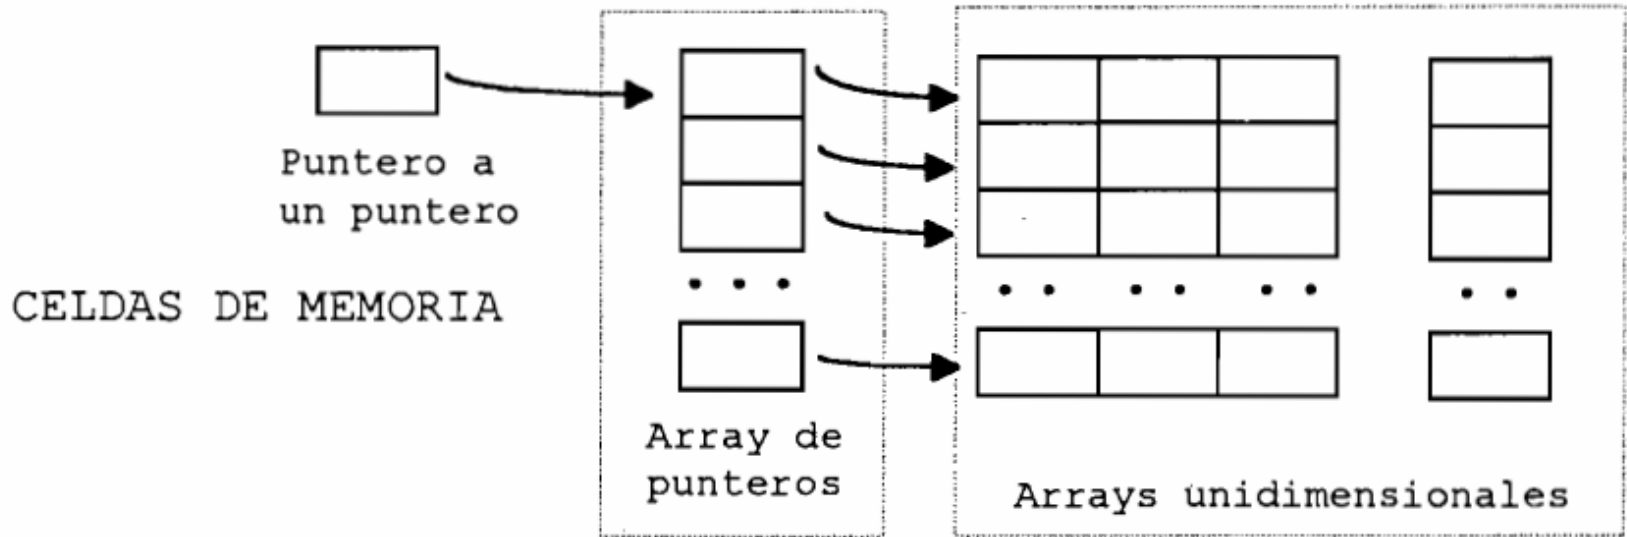 Puntero a
un puntero
CELDAS DE MEMORIA
Array de
punteros
Arrays unidimensionales